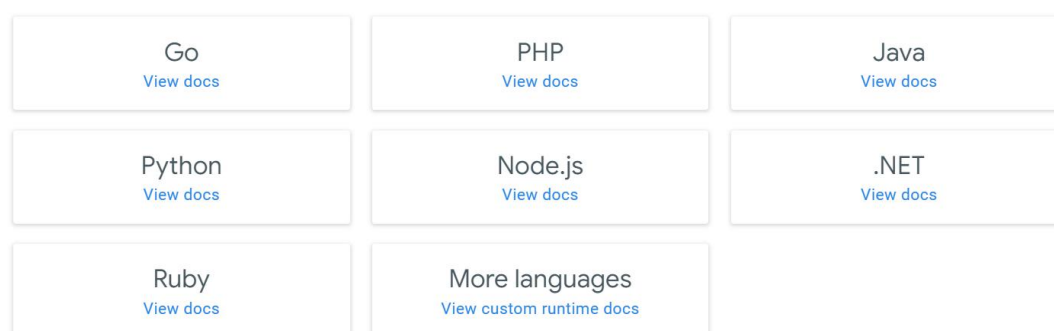 Go
View docs
PHP
View docs
Java
View docs
Python
View docs
Node.js
View docs
.NET
View docs
Ruby
View docs
More languages
View custom runtime docs